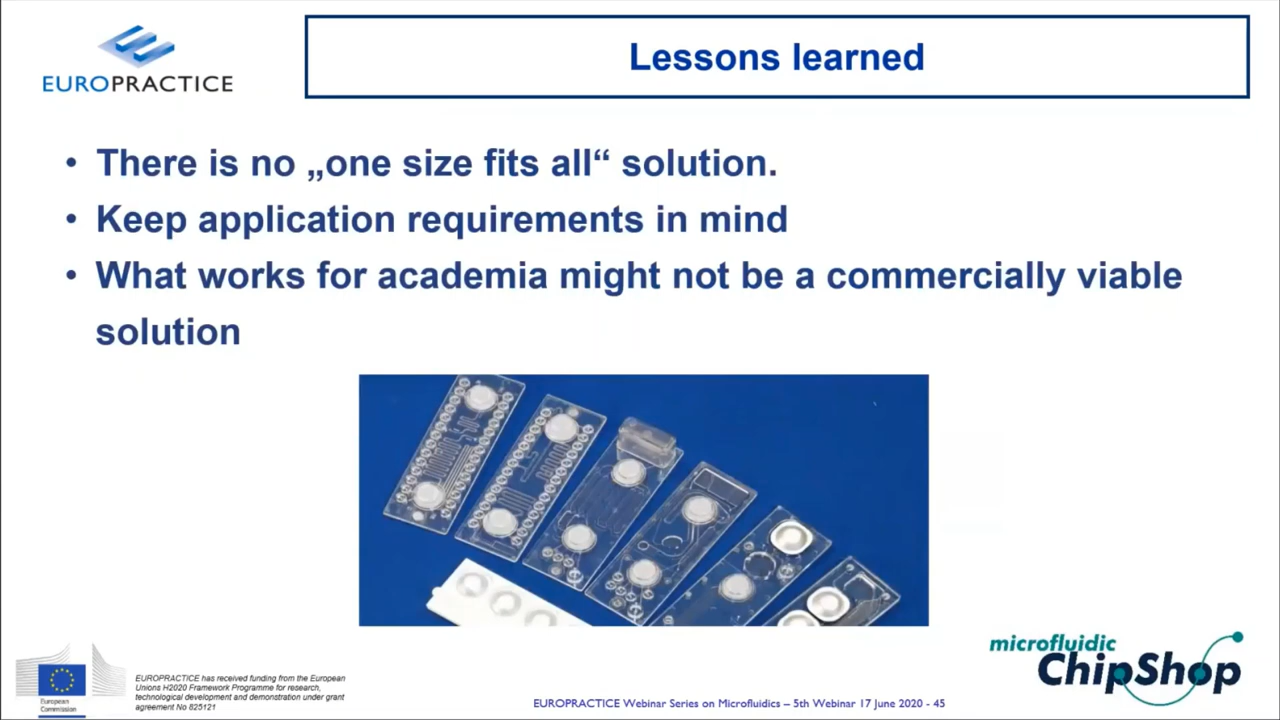 EUROPRACTICE
Lessons learned
• There is no „one size fits all“ solution.
• Keep application requirements in mind
• What works for academia might not be a commercially viable
solution
European
Commission
EUROPRACTICE has received funding from the European
Unions H2020 Framework Programme for research,
technological development and demonstration under grant
agreement No 825121
EUROPRACTICE Webinar Series on Microfluidics – 5th Webinar 17 June 2020 - 45
microfluidic
ChipShop